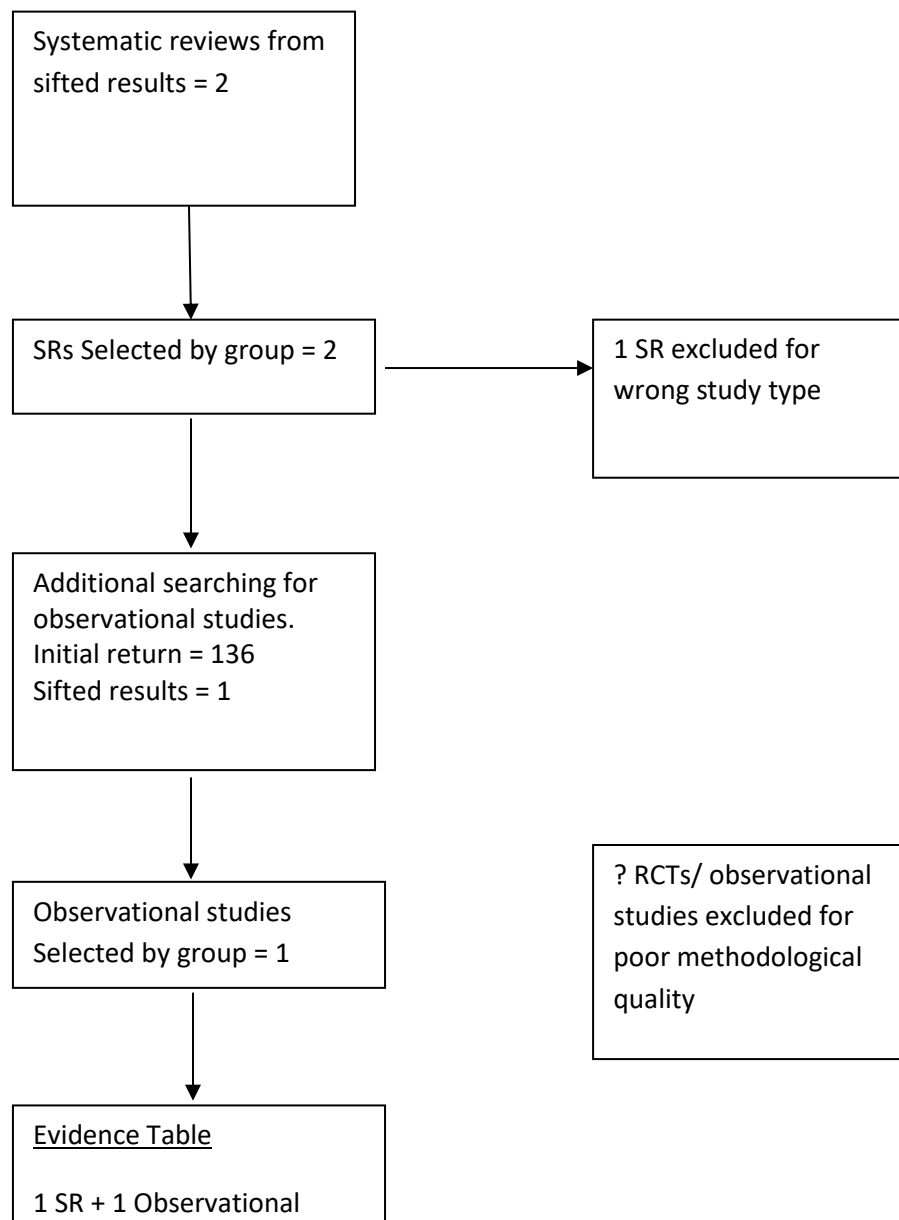 Systematic reviews from
sifted results = 2
SRs Selected by group = 2
1 SR excluded for
wrong study type
Additional searching for
observational studies.
Initial return = 136
Sifted results = 1
Observational studies
Selected by group = 1
? RCTs/ observational
studies excluded for
poor methodological
quality
Evidence Table
1 SR + 1 Observational